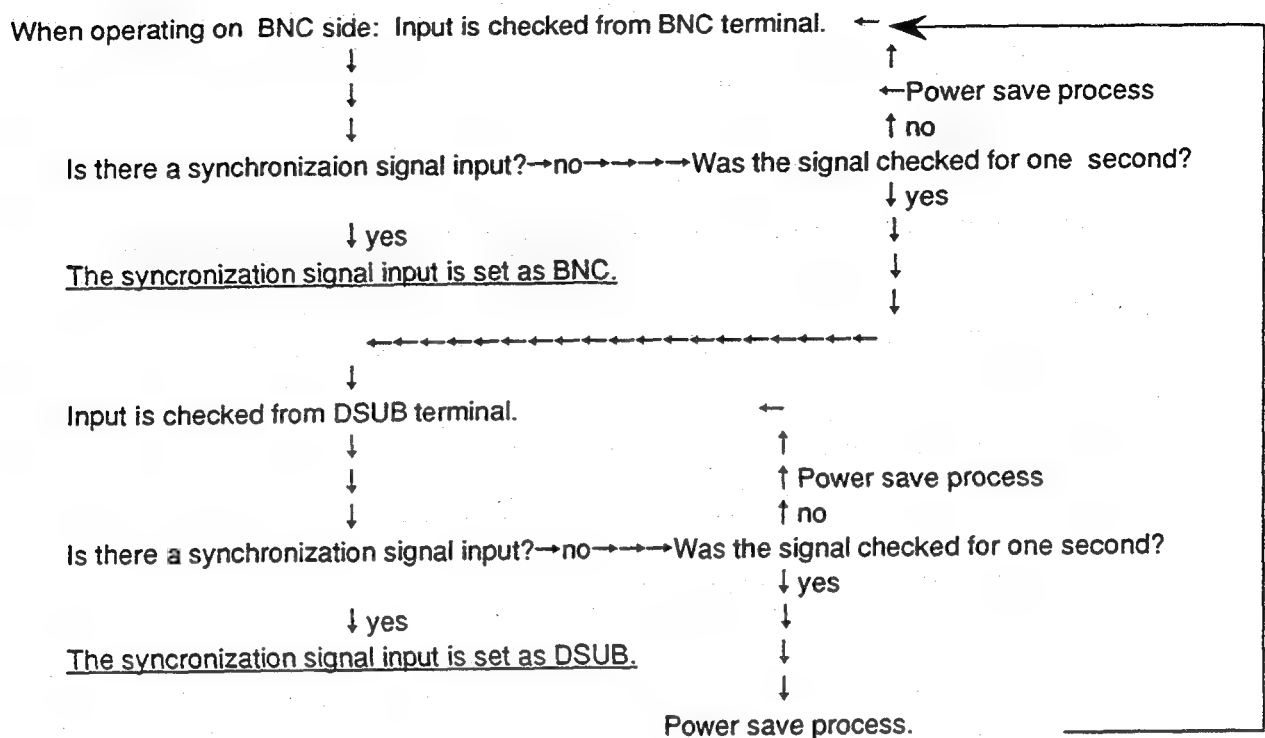 When operating on BNC side: Input is checked from BNC terminal. ←
↓ ↑
↓ ←Power save process
↓ ↑ no
Is there a synchronizaion signal input?→no→→→→Was the signal checked for one second?
↓ yes
↓ yes ↓
The syncronization signal input is set as BNC. ↓
↓
←←←←←←←←←←←←←←←←←←←
↓
Input is checked from DSUB terminal. ←
↓ ↑
↓ ↑ Power save process
↓ ↑ no
Is there a synchronization signal input?→no→→→Was the signal checked for one second?
↓ yes
↓ yes ↓
The syncronization signal input is set as DSUB. ↓
↓
Power save process.